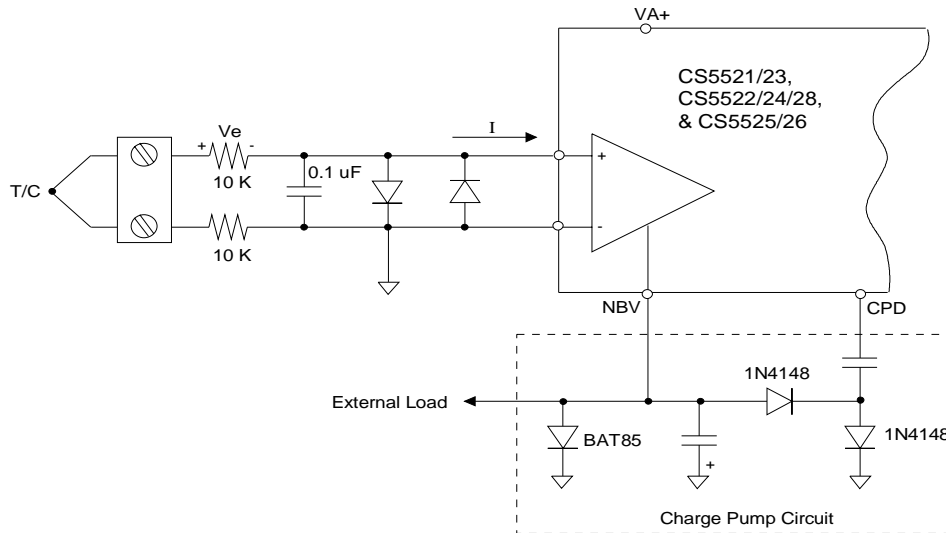 VA+
CS5521/23,
CS5522/24/28,
& CS5525/26
I
+ Ve -
T/C
10 K
0.1 uF
+
-
10 K
NBV
CPD
1N4148
External Load
BAT85
+
1N4148
Charge Pump Circuit